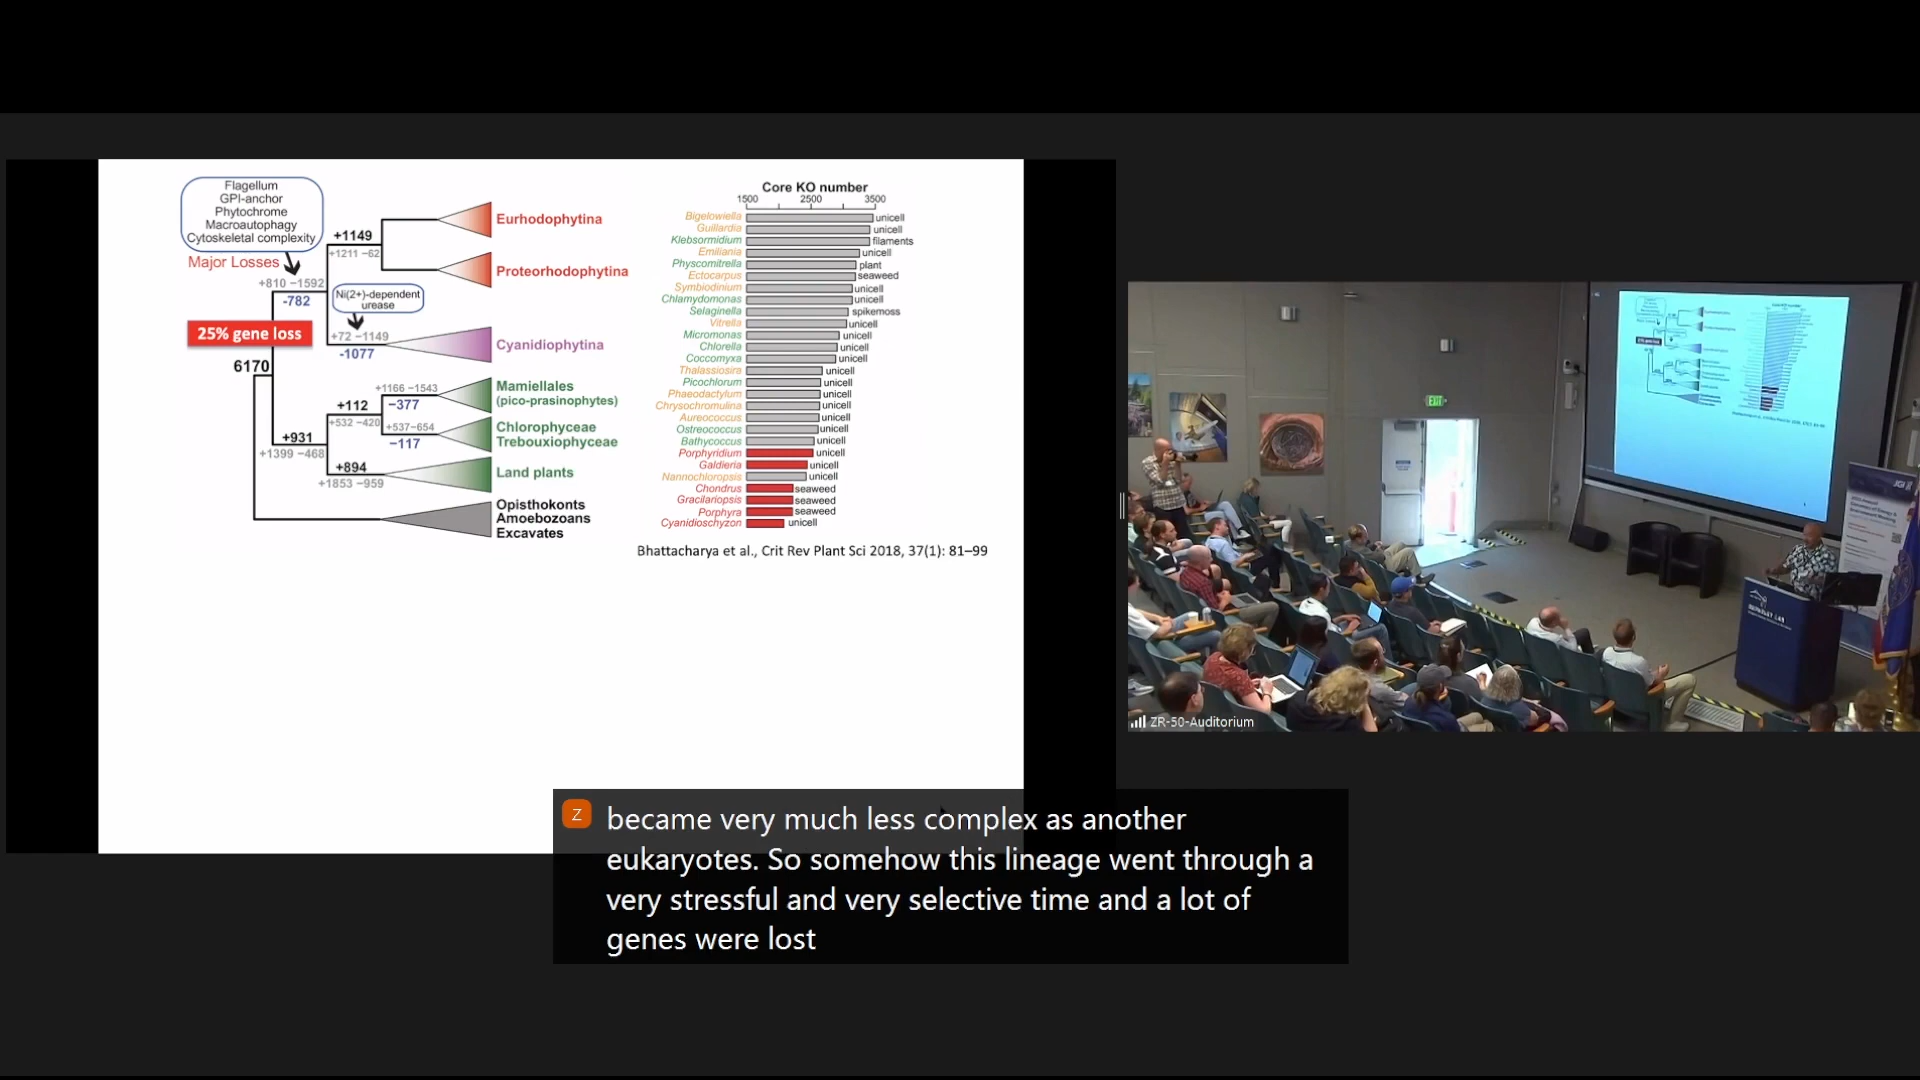 Flagellum
GPI-anchor
Phytochrome
Macroautophagy
Cytoskeletal complexity
Major Losses
+810 −1592
-782
25% gene loss
6170
+1149
+1211 −62
Ni(2+)-dependent
urease
+72 −1149
-1077
+1166 −1543
−377
+112
+532 −420
+537−654
−117
+931
+1399 −468
+894
+1853 −959
Eurhodophytina
Proteorhodophytina
Cyanidiophytina
Mamiellales
(pico-prasinophytes)
Chlorophyceae
Trebouxiophyceae
Land plants
Opisthokonts
Amoebozoans
Excavates
Core KO number
1500 2500 3500
Bigelowiella unicell
Guillardia unicell
Klebsormidium filaments
Emiliania unicell
Physcomitrella plant
Ectocarpus seaweed
Symbiodinium unicell
Chlamydomonas unicell
Selaginella spikemoss
Vitrella unicell
Micromonas unicell
Chlorella unicell
Coccomyxa unicell
Thalassiosira unicell
Picochlorum unicell
Phaeodactylum unicell
Chrysochromulina unicell
Aureococcus unicell
Ostreococcus unicell
Bathycoccus unicell
Porphyridium unicell
Galdieria unicell
Nannochloropsis unicell
Chondrus seaweed
Gracilariopsis seaweed
Porphyra seaweed
Cyanidioschyzon unicell
Bhattacharya et al., Crit Rev Plant Sci 2018, 37(1): 81–99
EXIT
JGI
BERKELEY LAB
ZR-50-Auditorium
Z
became very much less complex as another
eukaryotes. So somehow this lineage went through a
very stressful and very selective time and a lot of
genes were lost